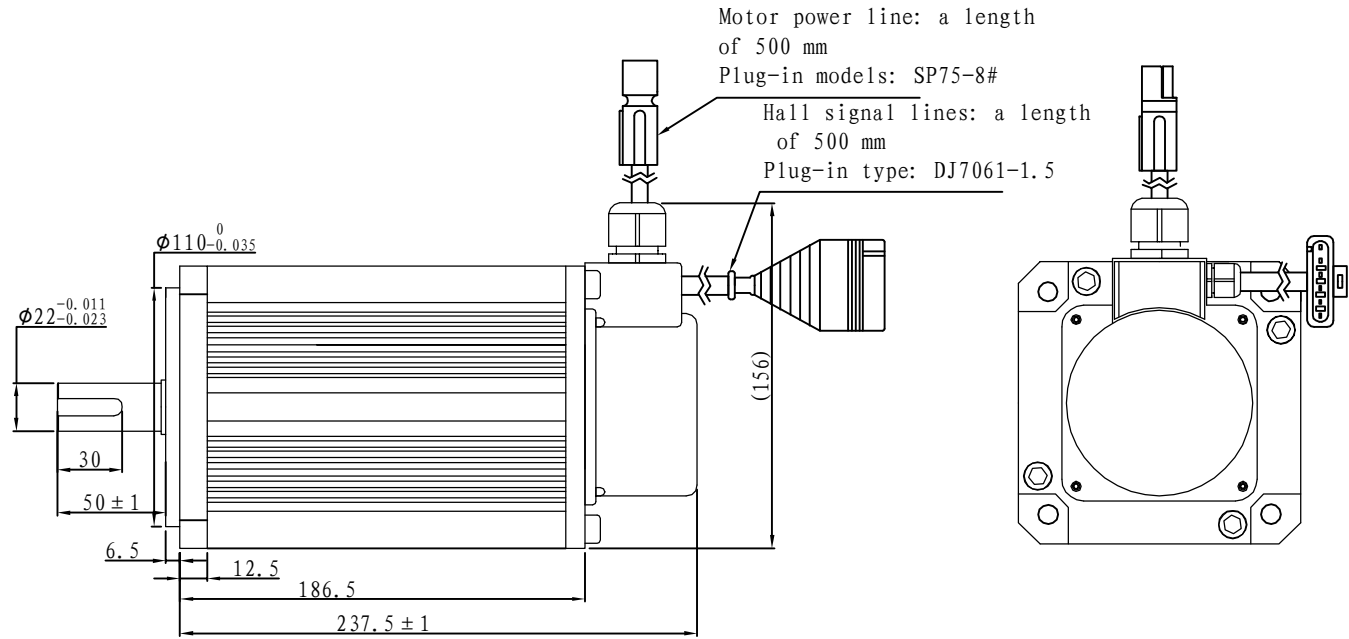 Motor power line: a length
of 500 mm
Plug-in models: SP75-8#
Hall signal lines: a length
of 500 mm
Plug-in type: DJ7061-1.5
0
ϕ110-0.035
-0.011
ϕ22-0.023
(156)
30
50±1
6.5
12.5
186.5
237.5±1